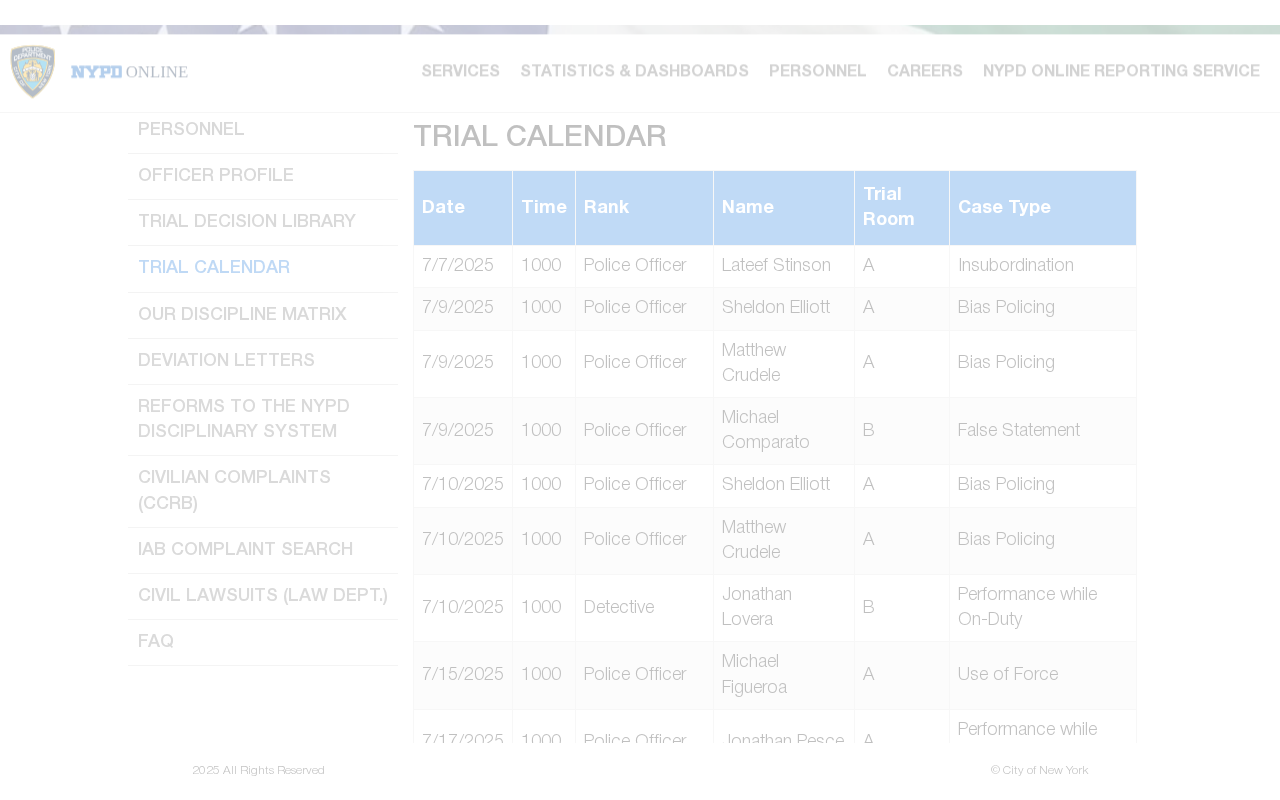 NYPD ONLINE
SERVICES STATISTICS & DASHBOARDS PERSONNEL CAREERS NYPD ONLINE REPORTING SERVICE
PERSONNEL
OFFICER PROFILE
TRIAL DECISION LIBRARY
TRIAL CALENDAR
OUR DISCIPLINE MATRIX
DEVIATION LETTERS
REFORMS TO THE NYPD
DISCIPLINARY SYSTEM
CIVILIAN COMPLAINTS
(CCRB)
IAB COMPLAINT SEARCH
CIVIL LAWSUITS (LAW DEPT.)
FAQ
TRIAL CALENDAR
Date Time Rank Name Trial Room Case Type
7/7/2025 1000 Police Officer Lateef Stinson A Insubordination
7/9/2025 1000 Police Officer Sheldon Elliott A Bias Policing
7/9/2025 1000 Police Officer Matthew Crudele A Bias Policing
7/9/2025 1000 Police Officer Michael Comparato B False Statement
7/10/2025 1000 Police Officer Sheldon Elliott A Bias Policing
7/10/2025 1000 Police Officer Matthew Crudele A Bias Policing
7/10/2025 1000 Detective Jonathan Lovera B Performance while On-Duty
7/15/2025 1000 Police Officer Michael Figueroa A Use of Force
7/17/2025 1000 Police Officer Jonathan Pesce A Performance while
2025 All Rights Reserved
© City of New York